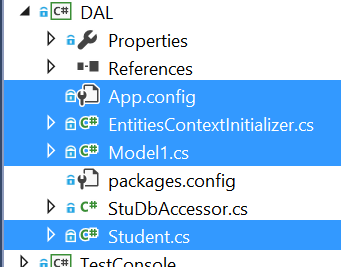 C# DAL
Properties
References
App.config
C# EntitiesContextInitializer.cs
C# Model1.cs
packages.config
C# StuDbAccessor.cs
C# Student.cs
C# TestConsole